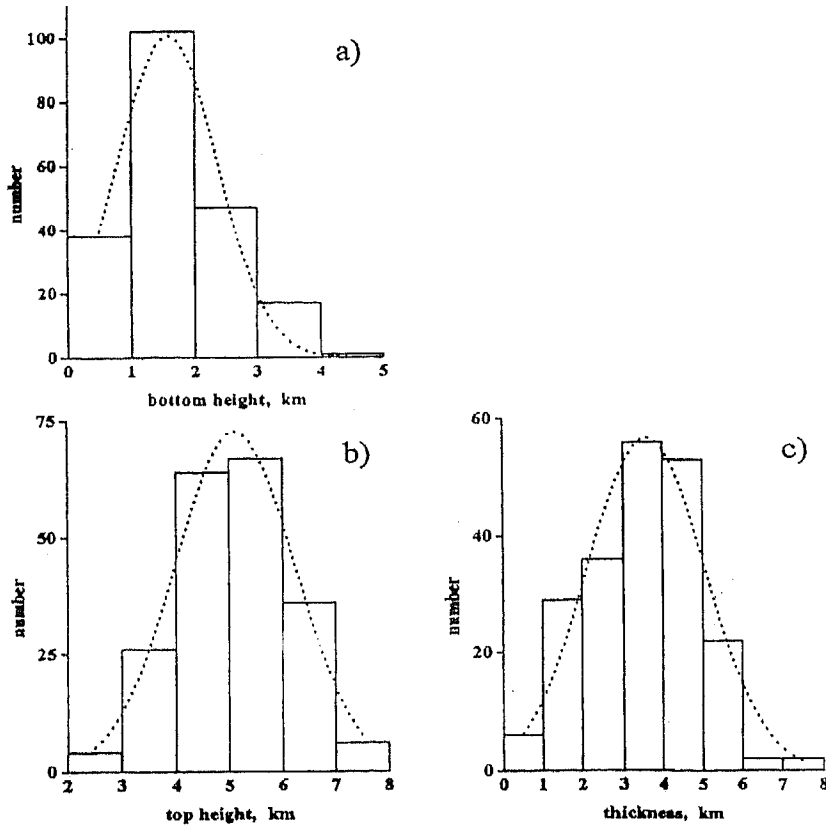 a)
number
100
80
60
40
20
0
0 1 2 3 4 5
bottom height, km
b)
number
75
50
25
0
2 3 4 5 6 7 8
top height, km
c)
number
60
40
20
0
0 1 2 3 4 5 6 7 8
thickness, km